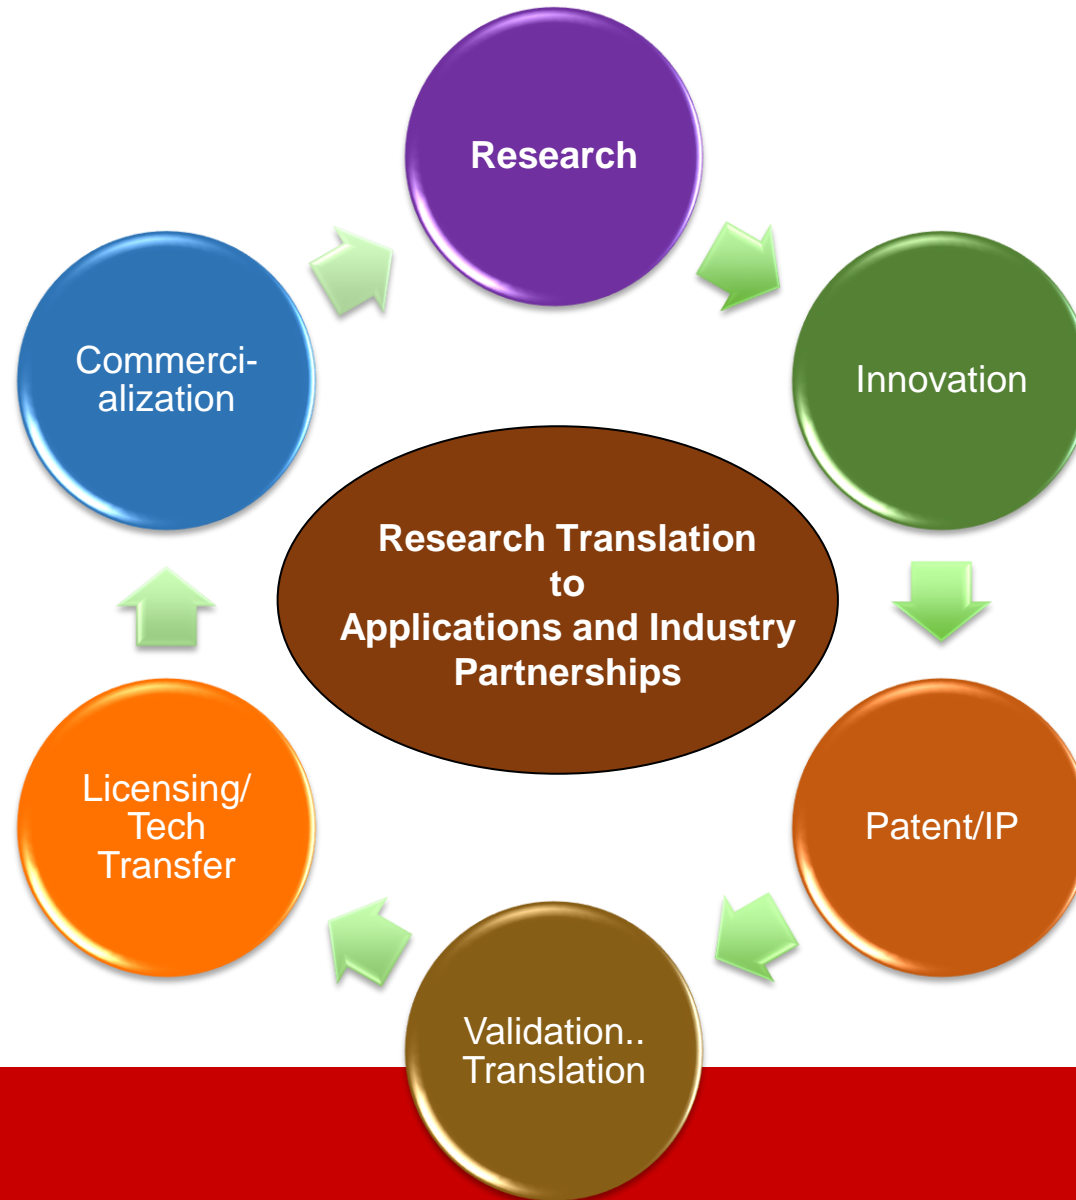 Research
Innovation
Patent/IP
Validation..
Translation
Licensing/
Tech
Transfer
Commerci-
alization
Research Translation
to
Applications and Industry
Partnerships